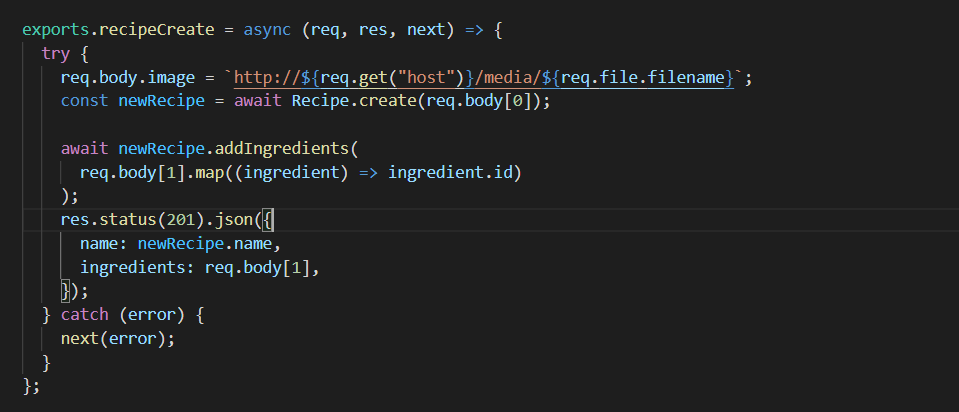 exports.recipeCreate = async (req, res, next) => {
  try {
    req.body.image = `http://${req.get("host")}/media/${req.file.filename}`;
    const newRecipe = await Recipe.create(req.body[0]);

    await newRecipe.addIngredients(
      req.body[1].map((ingredient) => ingredient.id)
    );
    res.status(201).json({
      name: newRecipe.name,
      ingredients: req.body[1],
    });
  } catch (error) {
    next(error);
  }
};